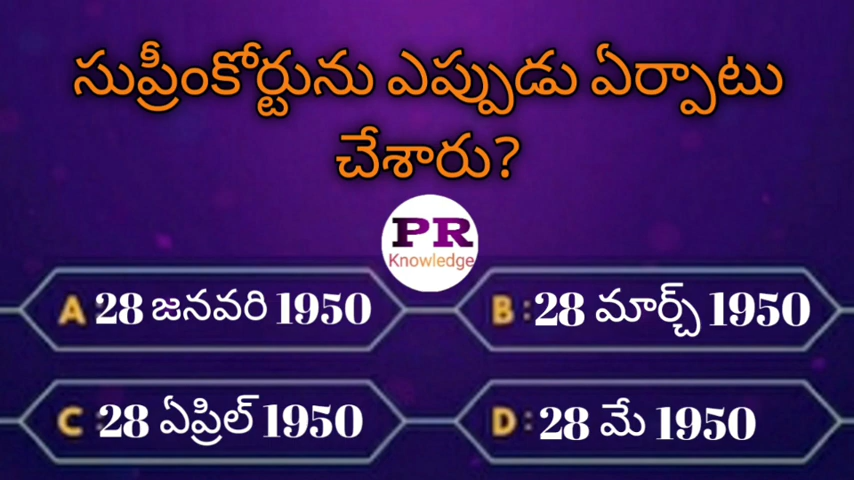 సుప్రీంకోర్టును ఎప్పుడు ఏర్పాటు
చేశారు?
PR
Knowledge
A 28 జనవరి 1950
B : 28 మార్చ్ 1950
C : 28 ఏప్రిల్ 1950
D : 28 మే 1950